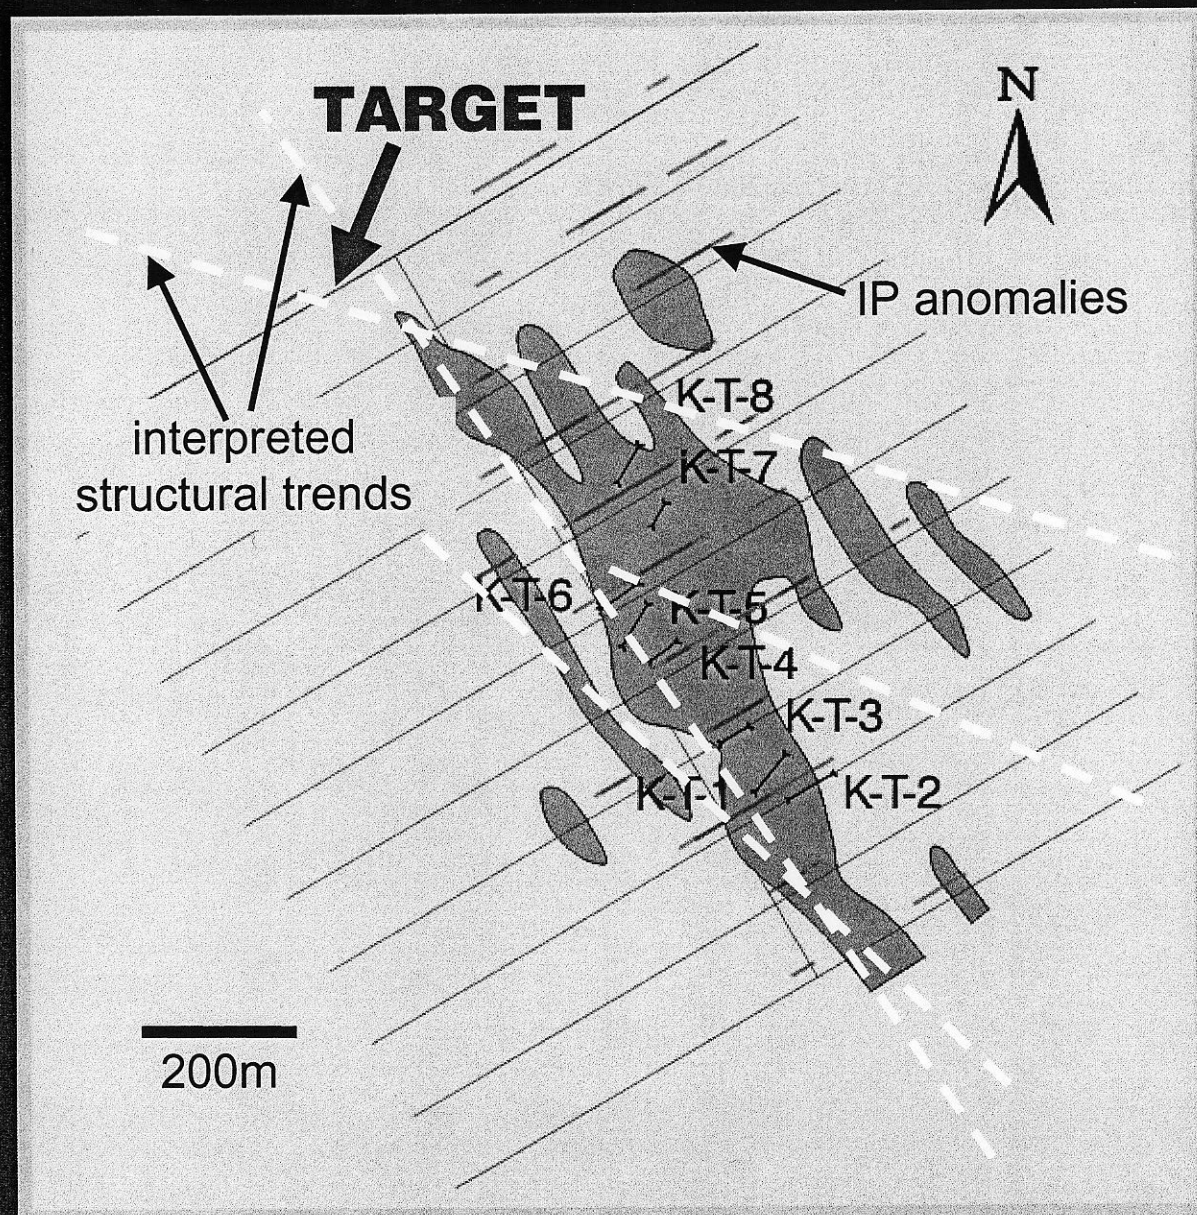 TARGET
N
IP anomalies
interpreted
structural trends
K-T-8
K-T-7
K-T-6
K-T-5
K-T-4
K-T-3
K-T-1
K-T-2
200m